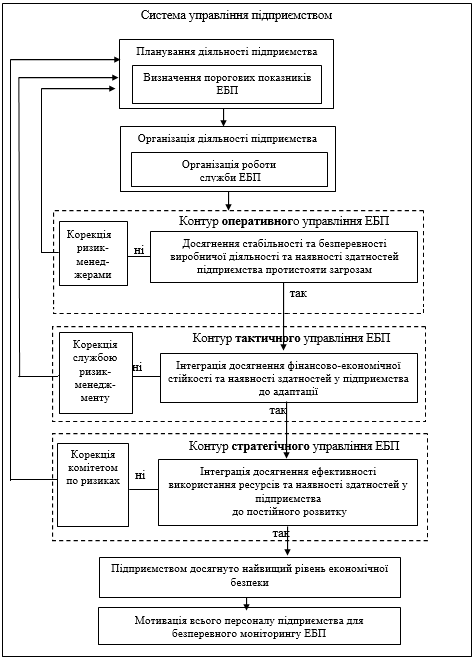 Система управління підприємством
Планування діяльності підприємства
Визначення порогових показників
ЕБП
Організація діяльності підприємства
Організація роботи
служби ЕБП
Контур оперативного управління ЕБП
Корекція
ризик-
менед-
жерами
ні
Досягнення стабільності та безперевності
виробничої діяльності та наявності здатностей
підприємства протистояти загрозам
так
Контур тактичного управління ЕБП
Корекція
службою
ризик-
менедж-
менту
ні
Інтеграція досягнення фінансово-економічної
стійкості та наявності здатностей у підприємства
до адаптації
так
Контур стратегічного управління ЕБП
Корекція
комітетом
по ризиках
ні
Інтеграція досягнення ефективності
використання ресурсів та наявності здатностей у
підприємства
до постійного розвитку
так
Підприємством досягнуто найвищий рівень економічної
безпеки
Мотивація всього персоналу підприємства для
безперевного моніторингу ЕБП